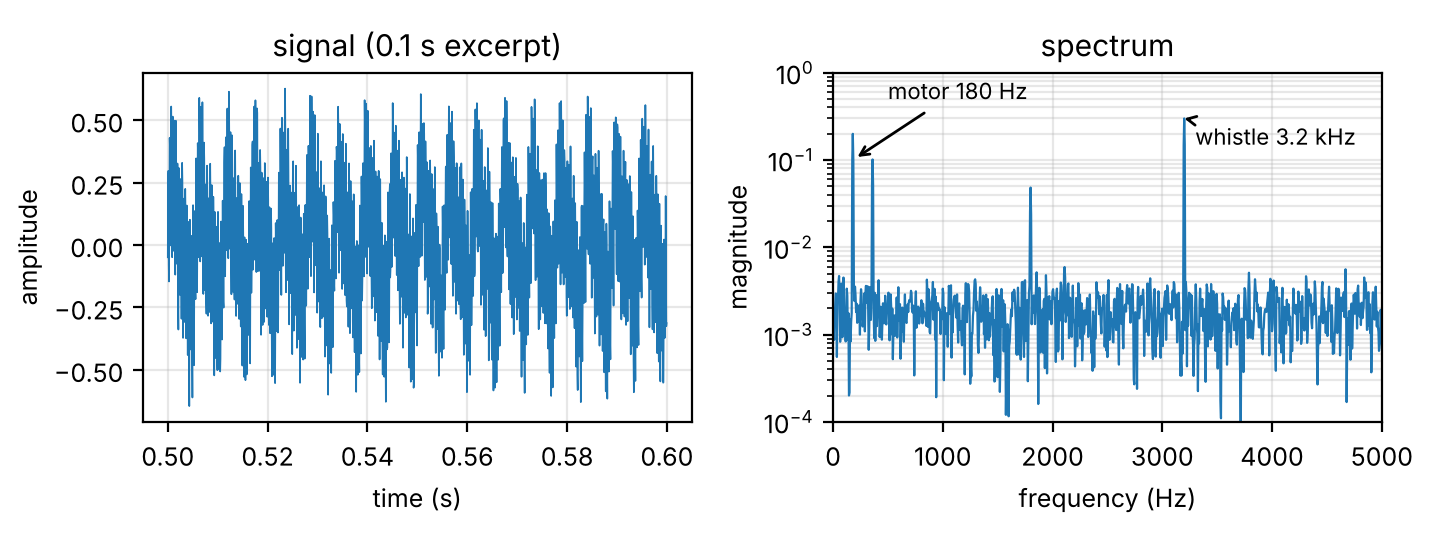 signal (0.1 s excerpt)
amplitude
0.50
0.25
0.00
−0.25
−0.50
0.50 0.52 0.54 0.56 0.58 0.60
time (s)
spectrum
magnitude
10⁰
10⁻¹
10⁻²
10⁻³
10⁻⁴
motor 180 Hz
whistle 3.2 kHz
0 1000 2000 3000 4000 5000
frequency (Hz)